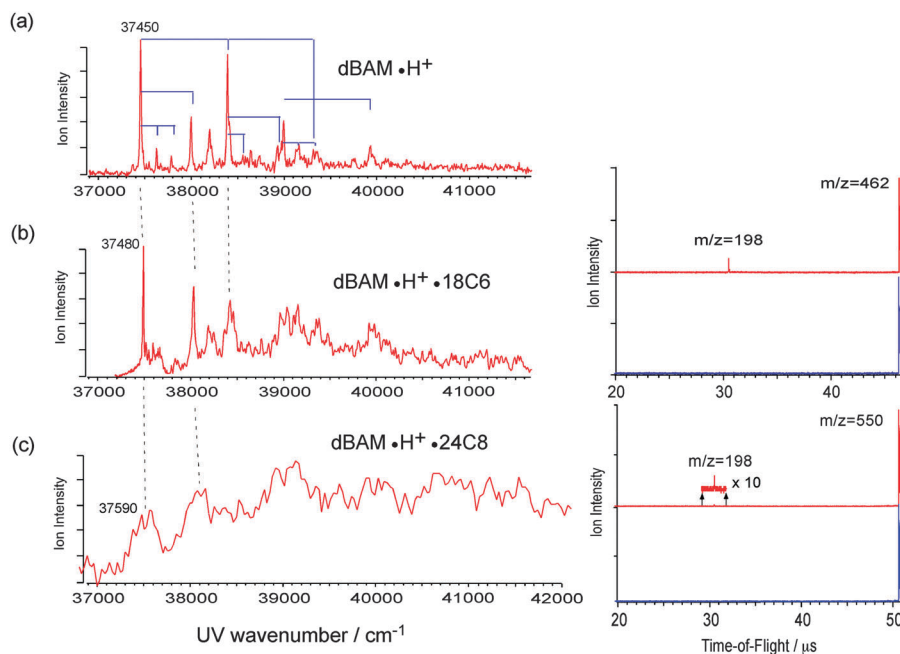 (a)
37450
dBAM •H⁺
Ion Intensity
37000 38000 39000 40000 41000
(b)
37480
dBAM •H⁺ •18C6
Ion Intensity
37000 38000 39000 40000 41000
(c)
dBAM •H⁺ •24C8
37590
Ion Intensity
37000 38000 39000 40000 41000 42000
UV wavenumber / cm⁻¹
m/z=462
m/z=198
Ion Intensity
20 30 40
m/z=550
m/z=198
x 10
Ion Intensity
20 30 40 50
Time-of-Flight / μs